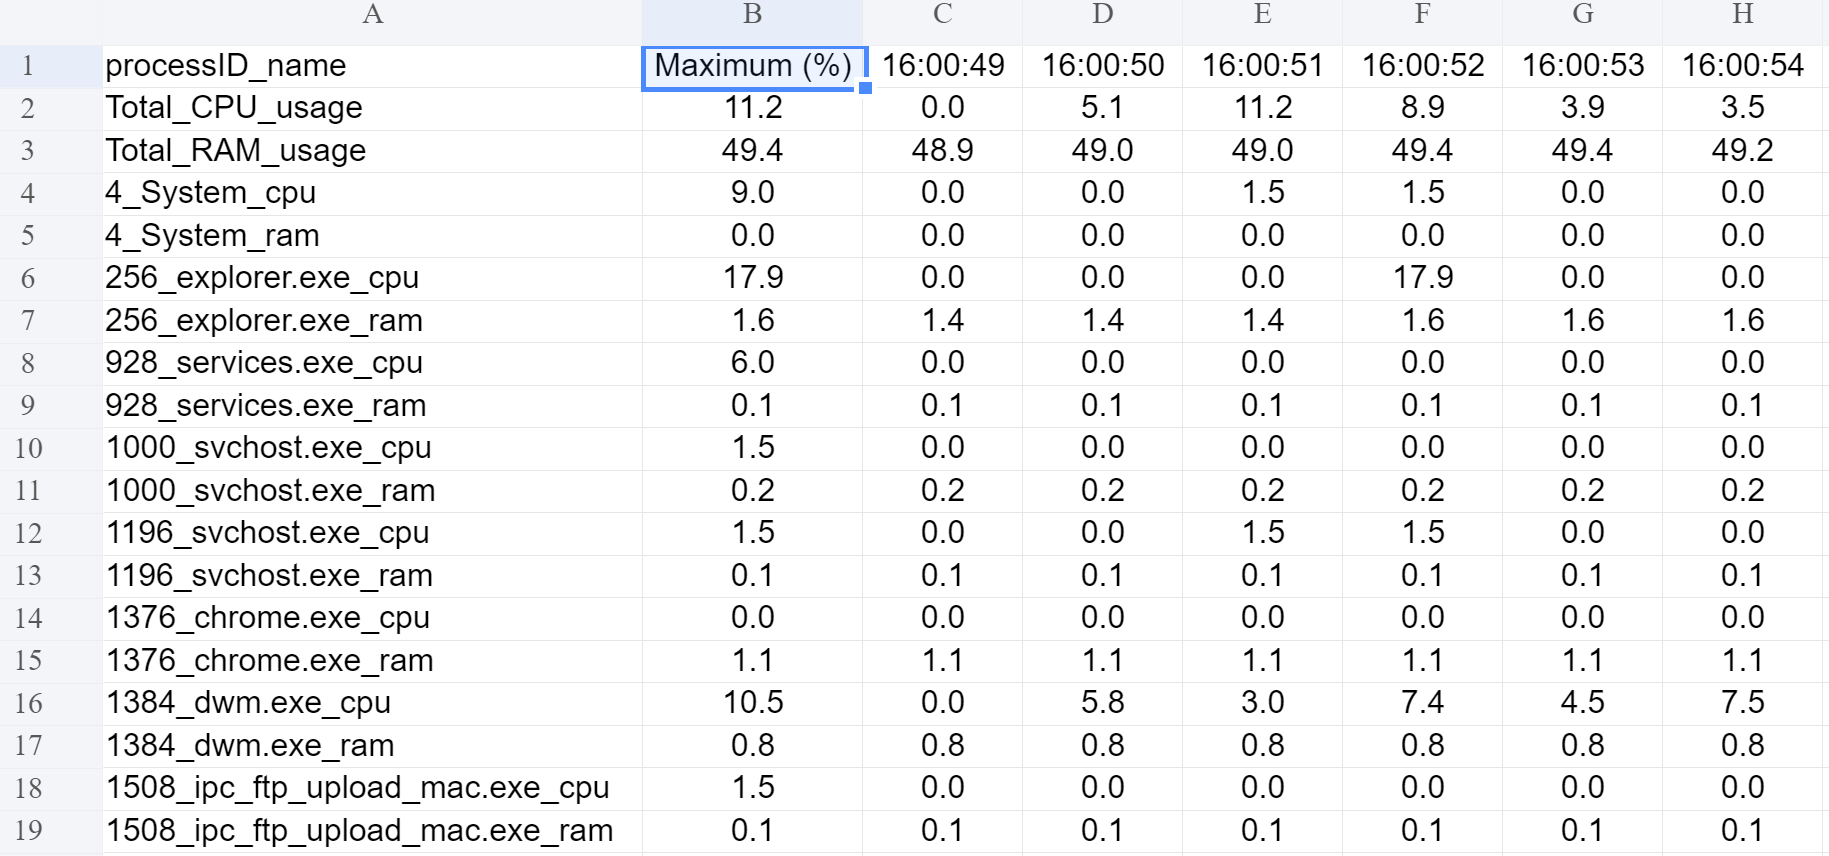 A B C D E F G H
1 processID_name Maximum (%) 16:00:49 16:00:50 16:00:51 16:00:52 16:00:53 16:00:54
2 Total_CPU_usage 11.2 0.0 5.1 11.2 8.9 3.9 3.5
3 Total_RAM_usage 49.4 48.9 49.0 49.0 49.4 49.4 49.2
4 4_System_cpu 9.0 0.0 0.0 1.5 1.5 0.0 0.0
5 4_System_ram 0.0 0.0 0.0 0.0 0.0 0.0 0.0
6 256_explorer.exe_cpu 17.9 0.0 0.0 0.0 17.9 0.0 0.0
7 256_explorer.exe_ram 1.6 1.4 1.4 1.4 1.6 1.6 1.6
8 928_services.exe_cpu 6.0 0.0 0.0 0.0 0.0 0.0 0.0
9 928_services.exe_ram 0.1 0.1 0.1 0.1 0.1 0.1 0.1
10 1000_svchost.exe_cpu 1.5 0.0 0.0 0.0 0.0 0.0 0.0
11 1000_svchost.exe_ram 0.2 0.2 0.2 0.2 0.2 0.2 0.2
12 1196_svchost.exe_cpu 1.5 0.0 0.0 1.5 1.5 0.0 0.0
13 1196_svchost.exe_ram 0.1 0.1 0.1 0.1 0.1 0.1 0.1
14 1376_chrome.exe_cpu 0.0 0.0 0.0 0.0 0.0 0.0 0.0
15 1376_chrome.exe_ram 1.1 1.1 1.1 1.1 1.1 1.1 1.1
16 1384_dwm.exe_cpu 10.5 0.0 5.8 3.0 7.4 4.5 7.5
17 1384_dwm.exe_ram 0.8 0.8 0.8 0.8 0.8 0.8 0.8
18 1508_ipc_ftp_upload_mac.exe_cpu 1.5 0.0 0.0 0.0 0.0 0.0 0.0
19 1508_ipc_ftp_upload_mac.exe_ram 0.1 0.1 0.1 0.1 0.1 0.1 0.1